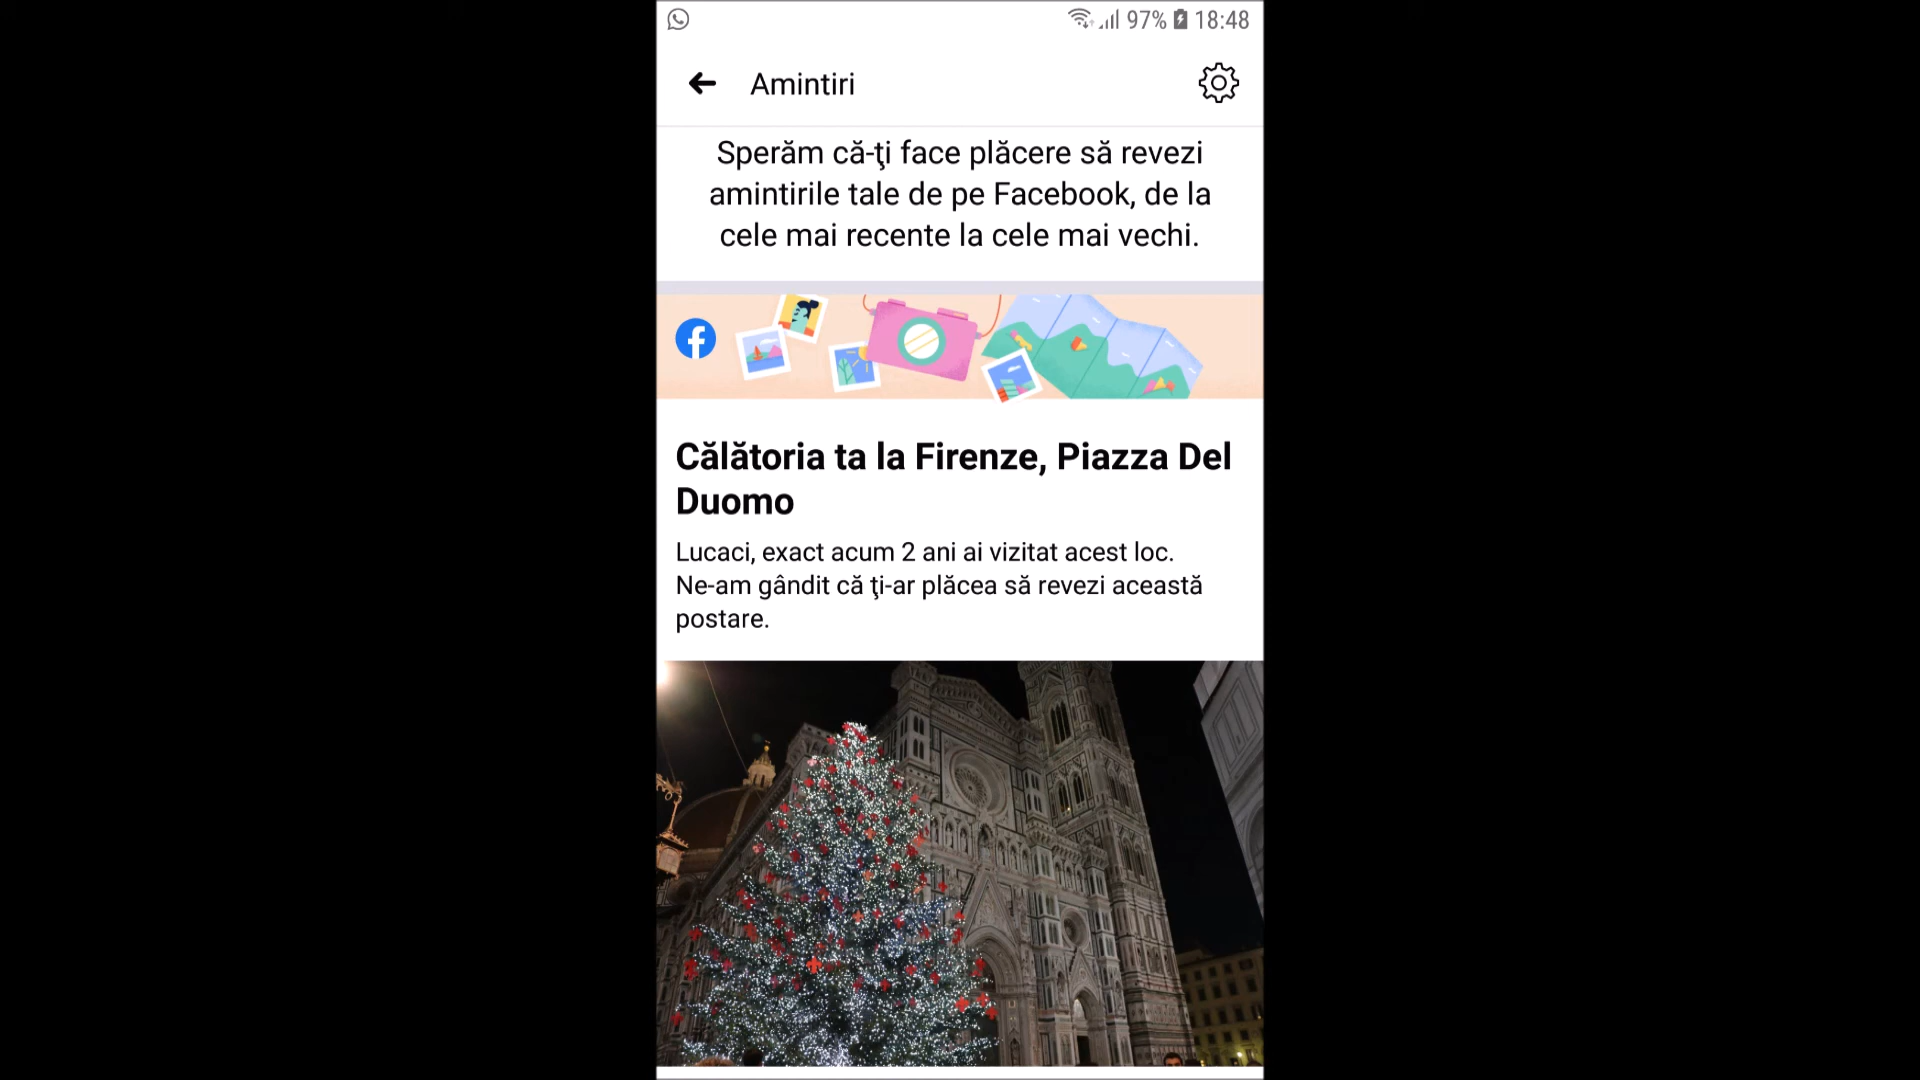 97% 18:48
Amintiri
Sperăm că-ţi face plăcere să revezi
amintirile tale de pe Facebook, de la
cele mai recente la cele mai vechi.
Călătoria ta la Firenze, Piazza Del
Duomo
Lucaci, exact acum 2 ani ai vizitat acest loc.
Ne-am gândit că ţi-ar plăcea să revezi această
postare.